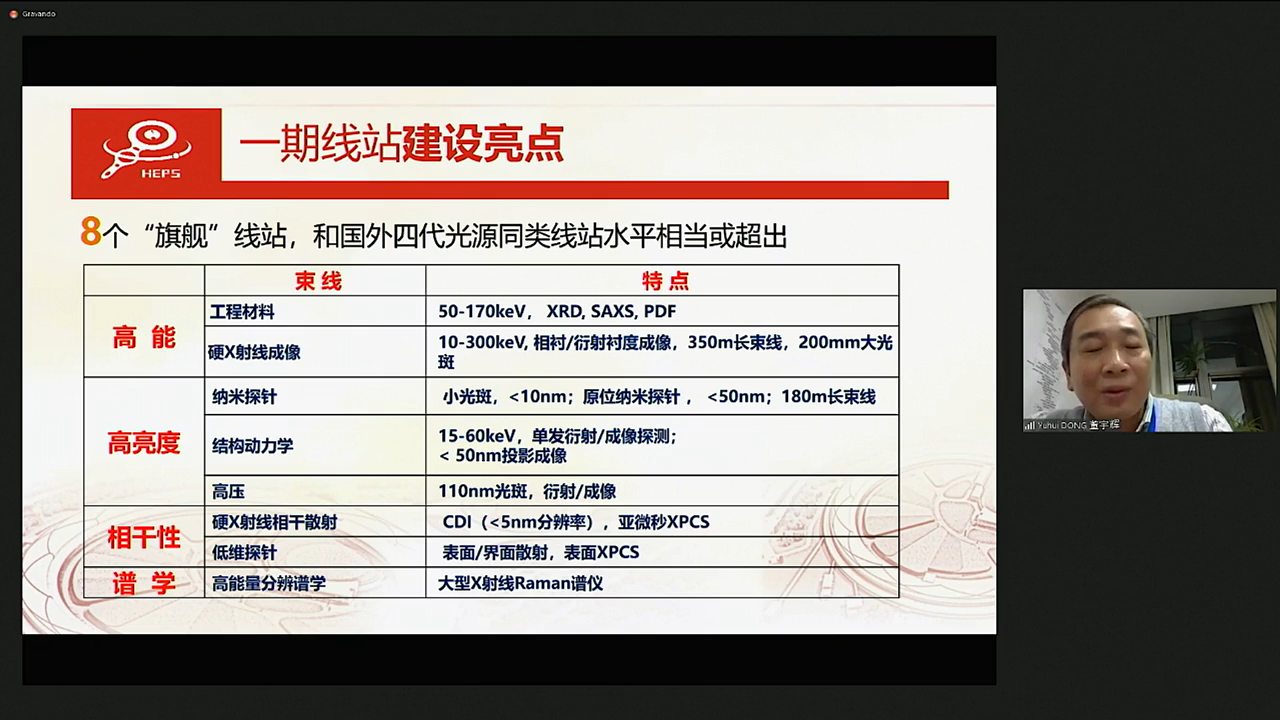 Gravando
HEPS
一期线站建设亮点
8个“旗舰”线站，和国外四代光源同类线站水平相当或超出
束 线
特 点
高 能
工程材料
50-170keV， XRD, SAXS, PDF
硬X射线成像
10-300keV, 相衬/衍射衬度成像，350m长束线，200mm大光
斑
高亮度
纳米探针
小光斑，<10nm；原位纳米探针 ， <50nm；180m长束线
结构动力学
15-60keV，单发衍射/成像探测；
< 50nm投影成像
高压
110nm光斑，衍射/成像
相干性
硬X射线相干散射
CDI（<5nm分辨率），亚微秒XPCS
低维探针
表面/界面散射，表面XPCS
谱 学
高能量分辨谱学
大型X射线Raman谱仪
Yuhui DONG 董宇辉